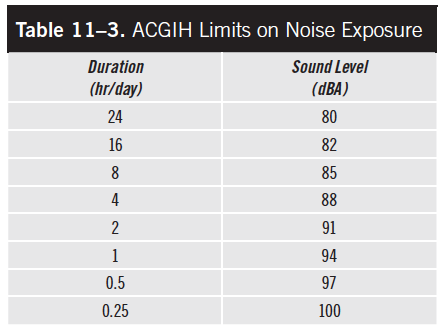 Table 11–3. ACGIH Limits on Noise Exposure
Duration Sound Level
(hr/day) (dBA)
24 80
16 82
8 85
4 88
2 91
1 94
0.5 97
0.25 100